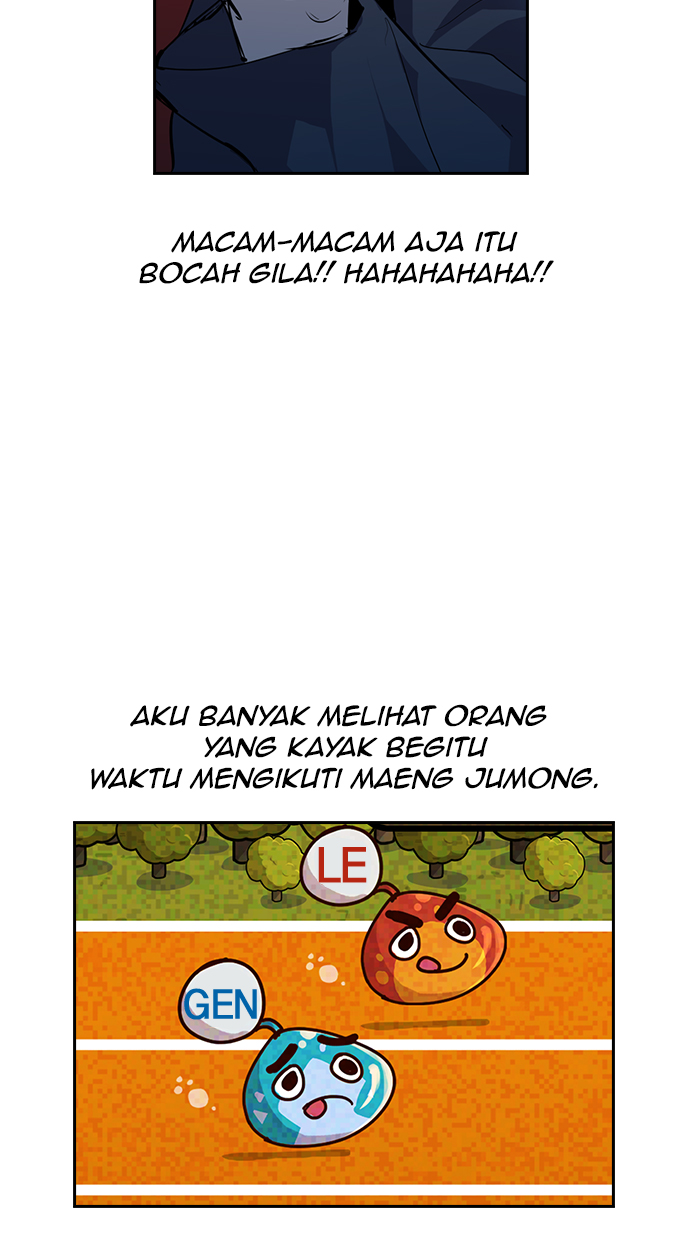 MACAM-MACAM AJA ITU
BOCAH GILA!! HAHAHAHAHA!!
AKU BANYAK MELIHAT ORANG
YANG KAYAK BEGITU
WAKTU MENGIKUTI MAENG JUMONG.
LE
GEN